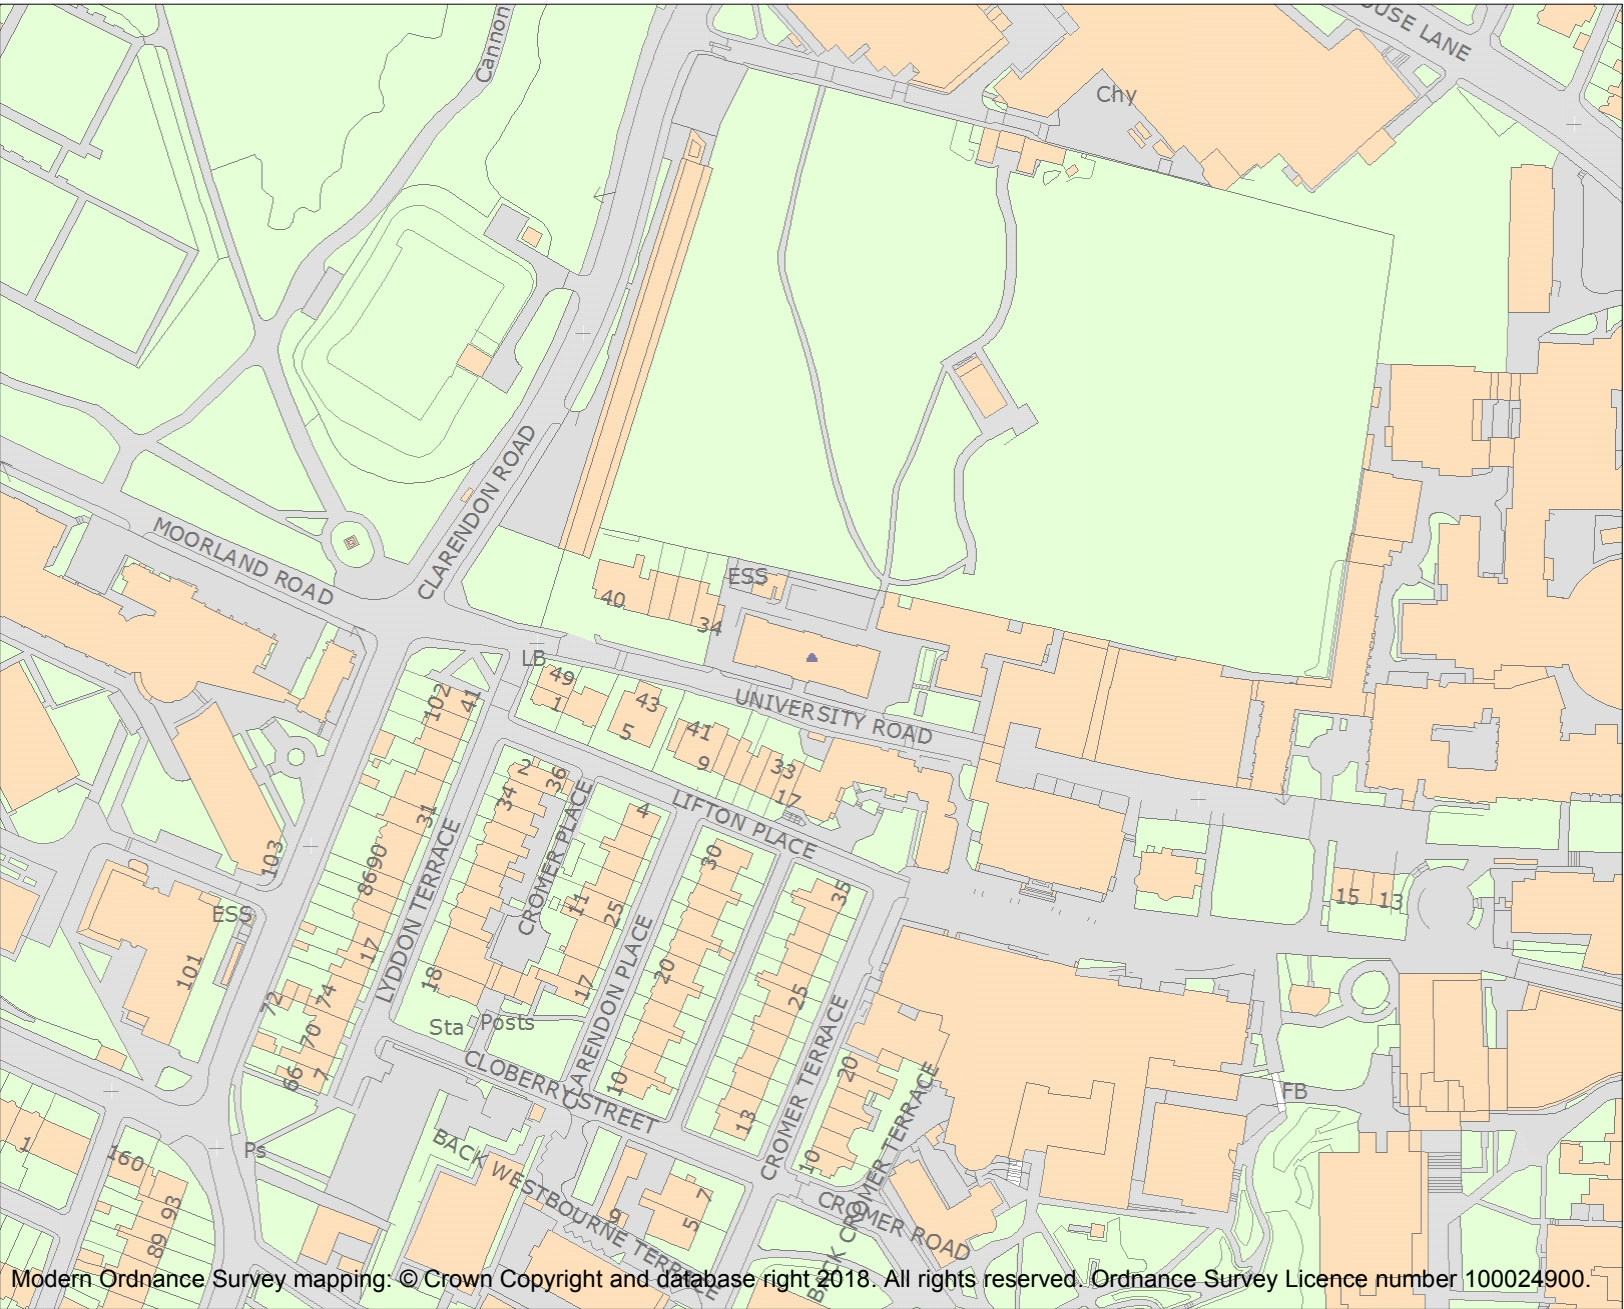 Cannon
OUSE LANE
Chy
CLARENDON ROAD
MOORLAND ROAD
ESS
40
34
LB
49
1
43
5
41
9
33
17
UNIVERSITY ROAD
102
41
2
36
34
4
LIFTON PLACE
31
CROMER PLACE
103
8690
LYDDON TERRACE
30
35
15
13
11
25
ESS
17
101
18
20
25
17
72
74
70
66
7
Sta
Posts
LARENDON PLACE
CLOBERRY STREET
10
13
CROMER TERRACE
20
10
FB
BACK CROMER TERRACE
1
160
Ps
BACK WESTBOURNE TERRACE
93
89
9
7
5
CROMER ROAD
Modern Ordnance Survey mapping: © Crown Copyright and database right 2018. All rights reserved. Ordnance Survey Licence number 100024900.